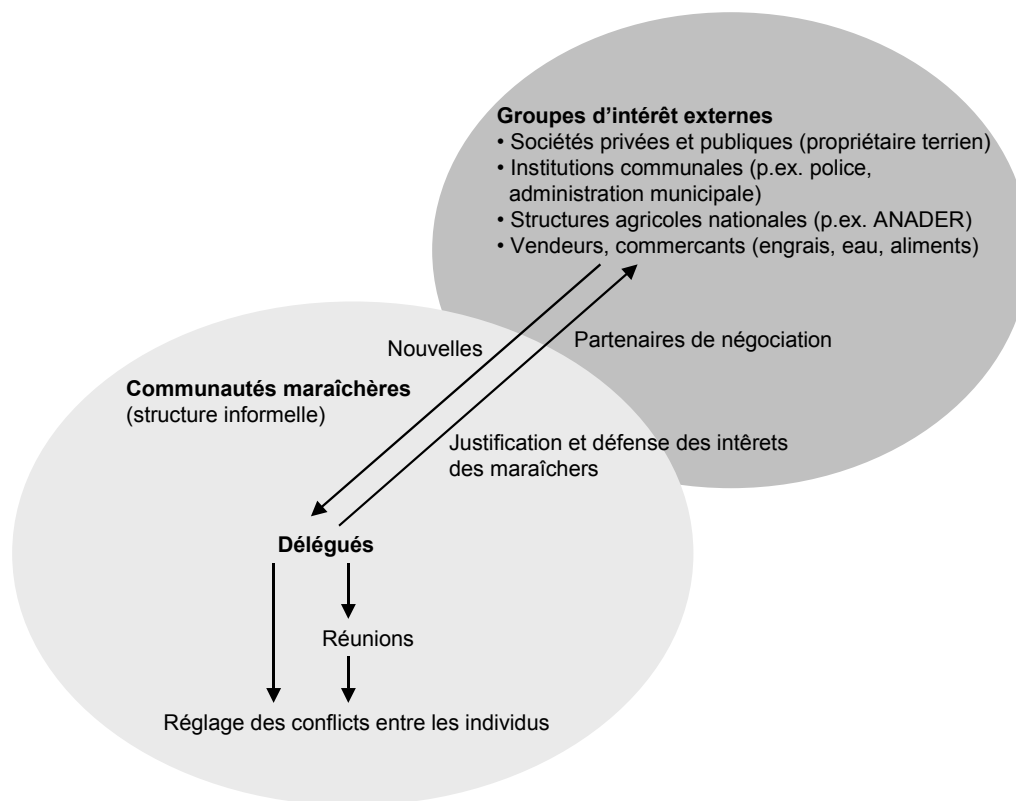 Groupes d'intérêt externes
• Sociétés privées et publiques (propriétaire terrien)
• Institutions communales (p.ex. police,
administration municipale)
• Structures agricoles nationales (p.ex. ANADER)
• Vendeurs, commercants (engrais, eau, aliments)
Partenaires de négociation
Nouvelles
Communautés maraîchères
(structure informelle)
Justification et défense des intêrets
des maraîchers
Délégués
Réunions
Réglage des conflicts entre les individus